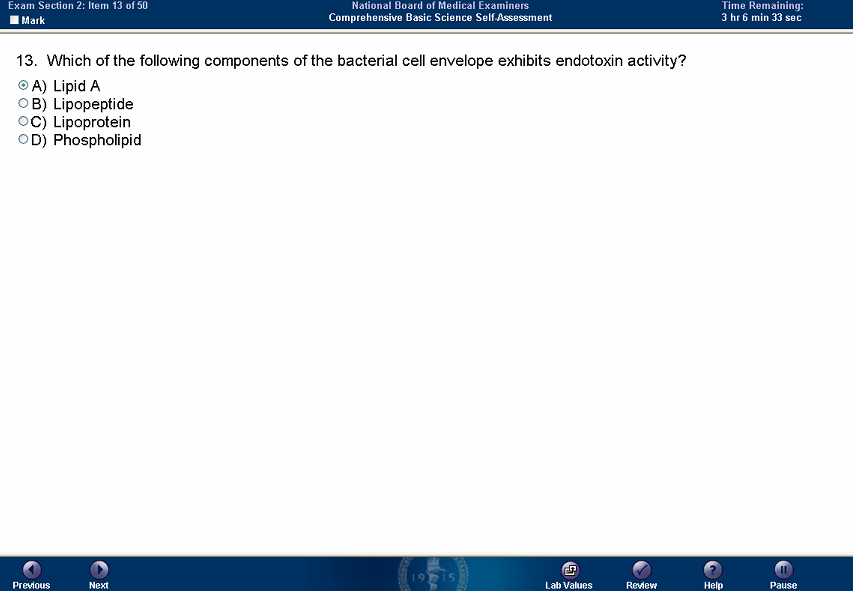 Exam Section 2: Item 13 of 50
National Board of Medical Examiners
Time Remaining:
Mark
Comprehensive Basic Science Self-Assessment
3 hr 6 min 33 sec
13. Which of the following components of the bacterial cell envelope exhibits endotoxin activity?
A) Lipid A
B) Lipopeptide
C) Lipoprotein
D) Phospholipid
19 15
Previous Next Lab Values Review Help Pause